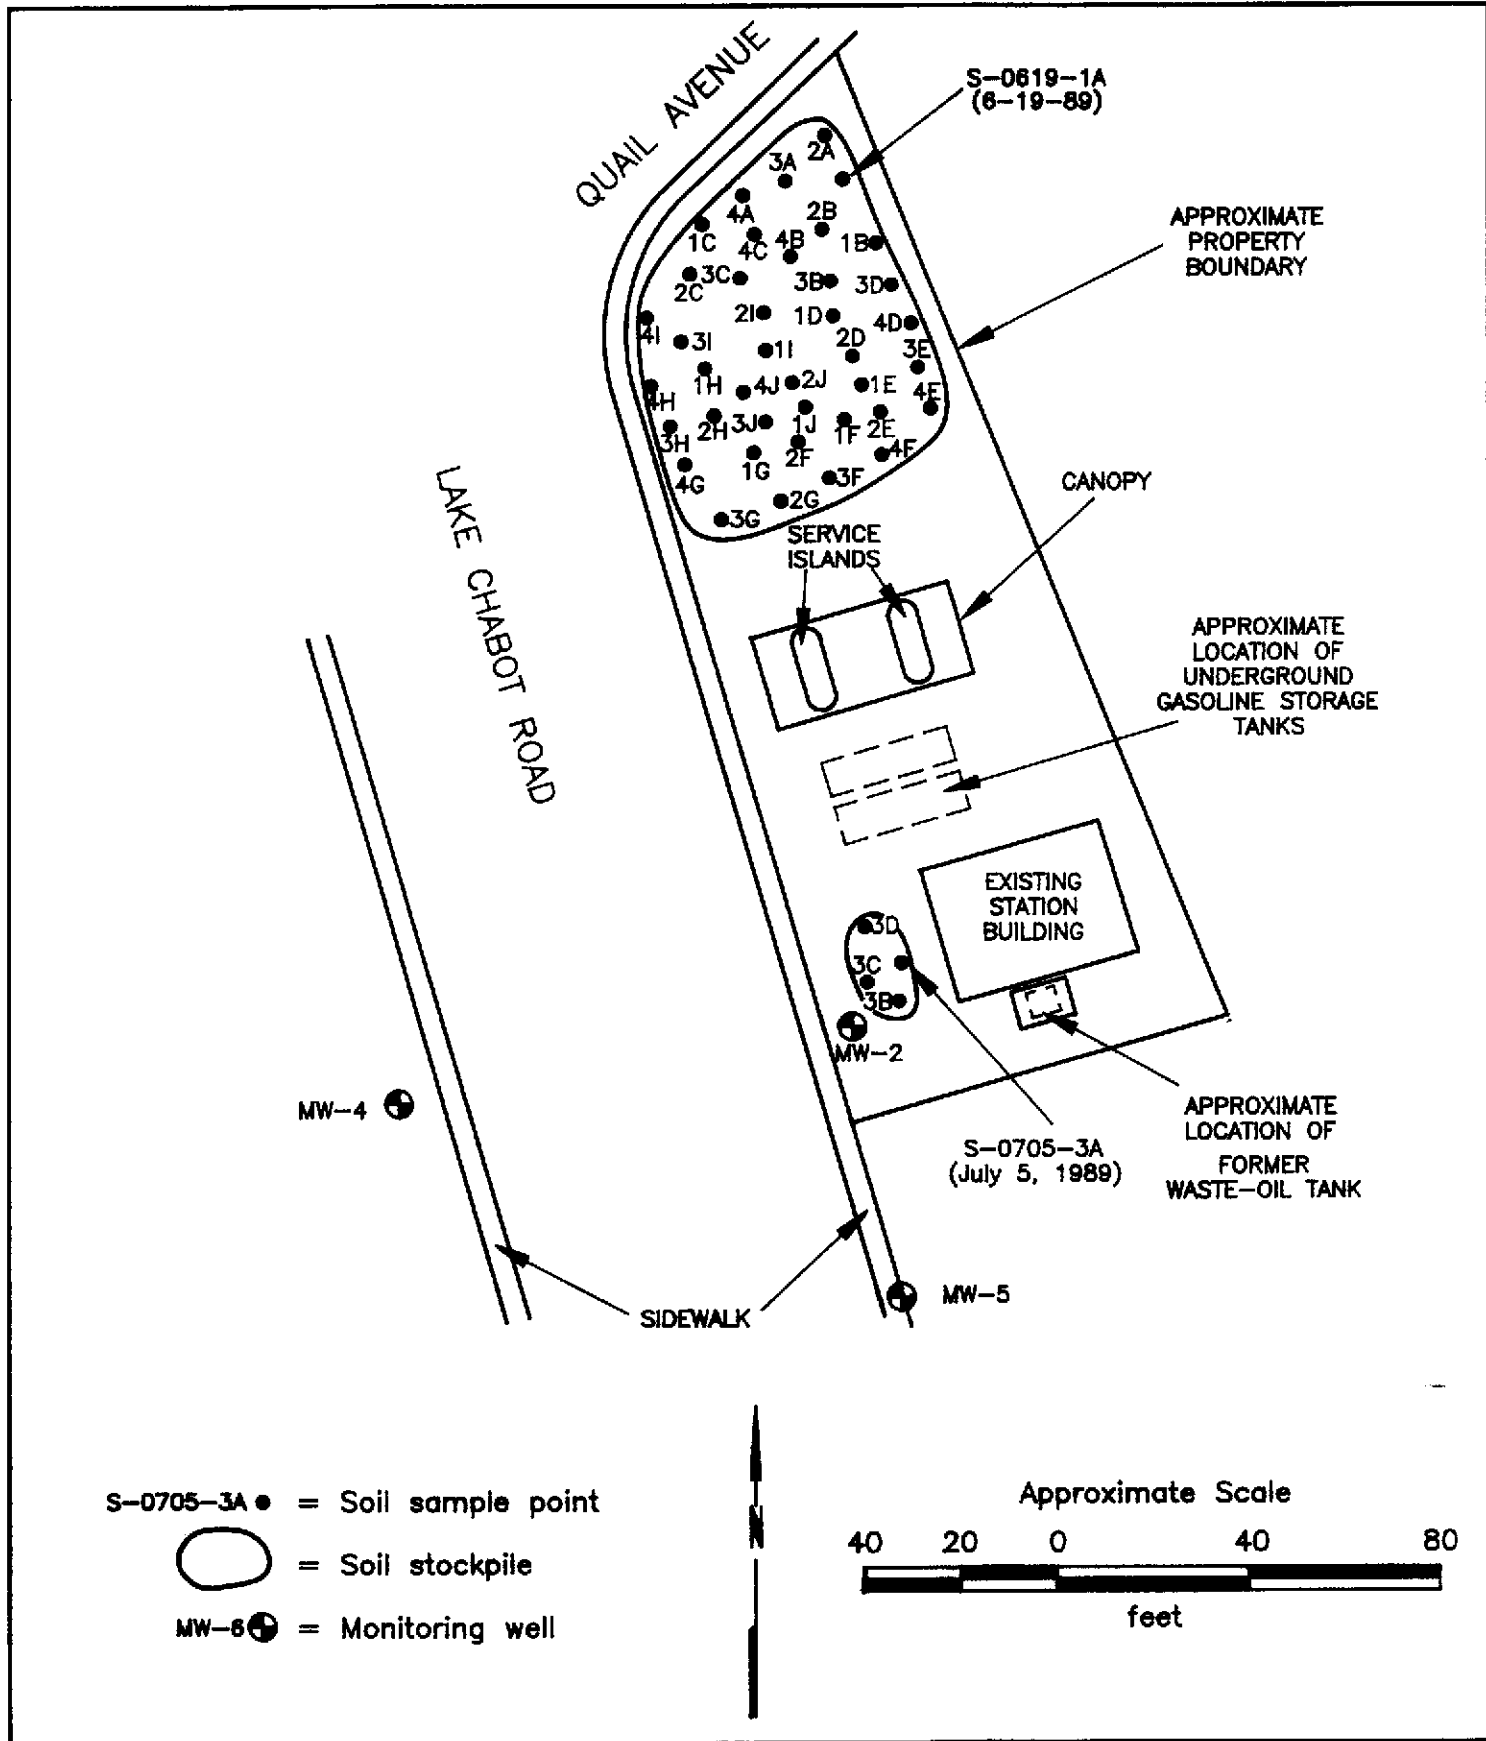 QUAIL AVENUE
S-0619-1A
(6-19-89)
2A
3A
4A
2B
1C
4C
4B
1B
3C
2C
3B
3D
2I
1D
4I
4D
3I
1I
2D
3E
1H
4J
2J
1E
4H
4E
2H
3J
1J
1F
2E
3H
2F
4F
1G
4G
3F
2G
3G
APPROXIMATE
PROPERTY
BOUNDARY
LAKE CHABOT ROAD
CANOPY
SERVICE
ISLANDS
APPROXIMATE
LOCATION OF
UNDERGROUND
GASOLINE STORAGE
TANKS
EXISTING
STATION
BUILDING
3D
3C
3B
MW-2
MW-4
S-0705-3A
(July 5, 1989)
APPROXIMATE
LOCATION OF
FORMER
WASTE-OIL TANK
MW-5
SIDEWALK
S-0705-3A = Soil sample point
= Soil stockpile
MW-6 = Monitoring well
N
Approximate Scale
40 20 0 40 80
feet